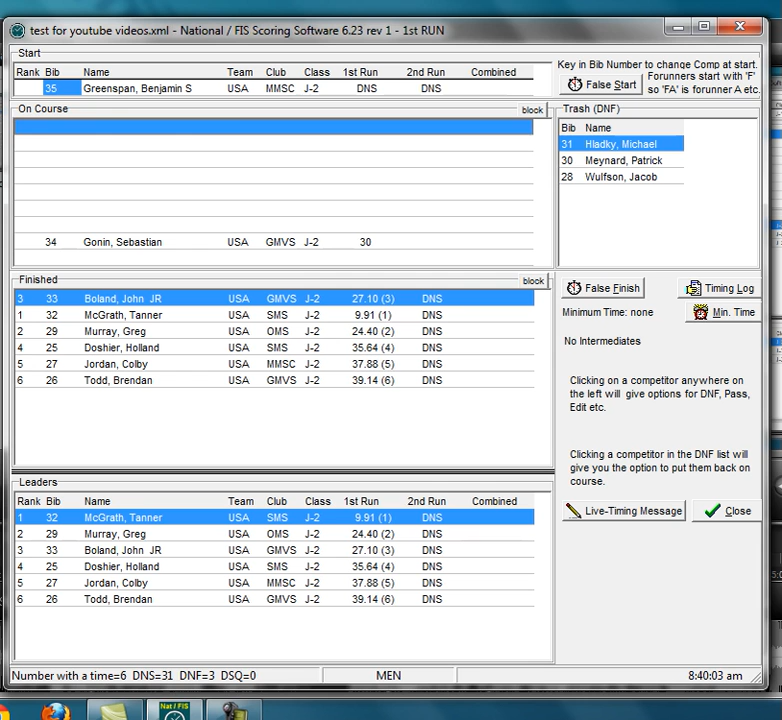 test for youtube videos.xml - National / FIS Scoring Software 6.23 rev 1 - 1st RUN
Start
Rank Bib Name Team Club Class 1st Run 2nd Run Combined
35 Greenspan, Benjamin S USA MMSC J-2 DNS DNS
Key in Bib Number to change Comp at start.
False Start
Forunners start with 'F'
so 'FA' is forunner A etc.
On Course
block
34 Gonin, Sebastian USA GMVS J-2 30
Trash (DNF)
Bib Name
31 Hladky, Michael
30 Meynard, Patrick
28 Wulfson, Jacob
Finished
block
3 33 Boland, John JR USA GMVS J-2 27.10 (3) DNS
1 32 McGrath, Tanner USA SMS J-2 9.91 (1) DNS
2 29 Murray, Greg USA OMS J-2 24.40 (2) DNS
4 25 Doshier, Holland USA SMS J-2 35.64 (4) DNS
5 27 Jordan, Colby USA MMSC J-2 37.88 (5) DNS
6 26 Todd, Brendan USA GMVS J-2 39.14 (6) DNS
False Finish
Timing Log
Minimum Time: none
Min. Time
No Intermediates
Clicking on a competitor anywhere on
the left will give options for DNF, Pass,
Edit etc.
Clicking a competitor in the DNF list will
give you the option to put them back on
course.
Live-Timing Message
Close
Leaders
Rank Bib Name Team Club Class 1st Run 2nd Run Combined
1 32 McGrath, Tanner USA SMS J-2 9.91 (1) DNS
2 29 Murray, Greg USA OMS J-2 24.40 (2) DNS
3 33 Boland, John JR USA GMVS J-2 27.10 (3) DNS
4 25 Doshier, Holland USA SMS J-2 35.64 (4) DNS
5 27 Jordan, Colby USA MMSC J-2 37.88 (5) DNS
6 26 Todd, Brendan USA GMVS J-2 39.14 (6) DNS
Number with a time=6 DNS=31 DNF=3 DSQ=0
MEN
8:40:03 am
Nat / FIS